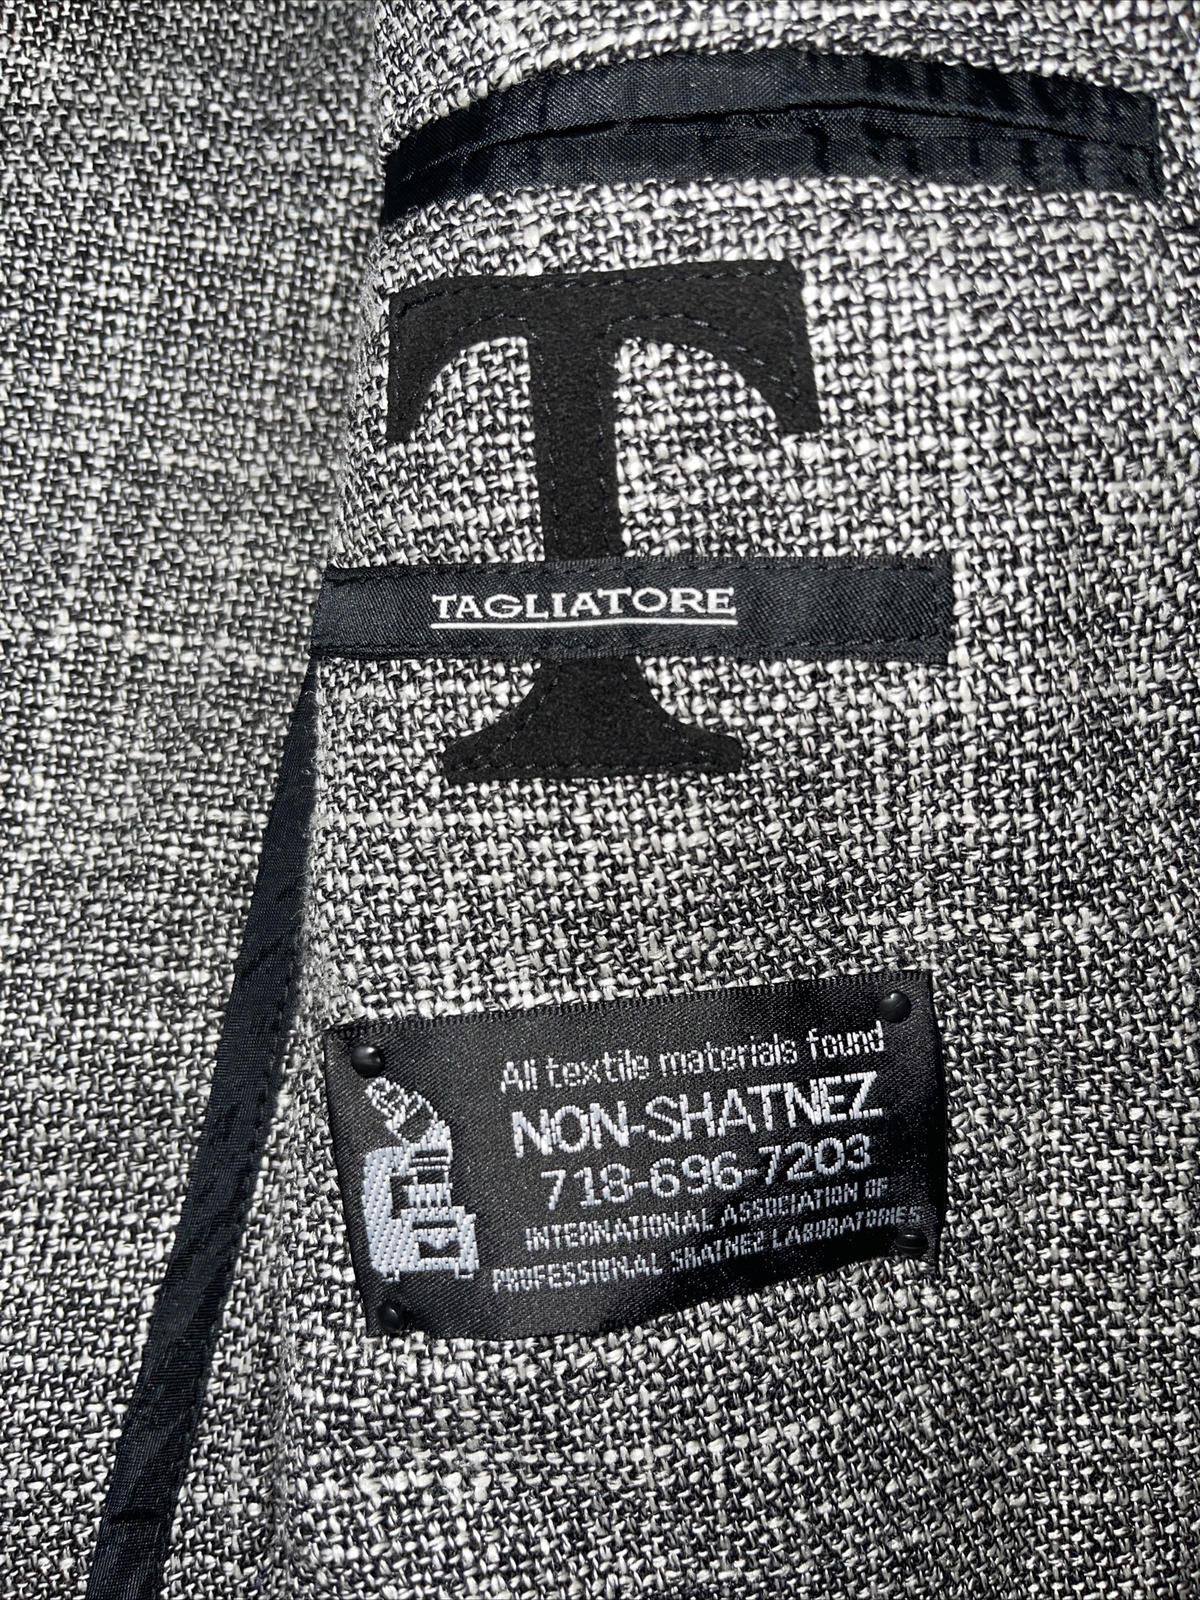 T
TAGLIATORE
All textile materials found
NON-SHATNEZ
718-696-7203
INTERNATIONAL ASSOCIATION OF
PROFESSIONAL SHATNEZ LABORATORIES